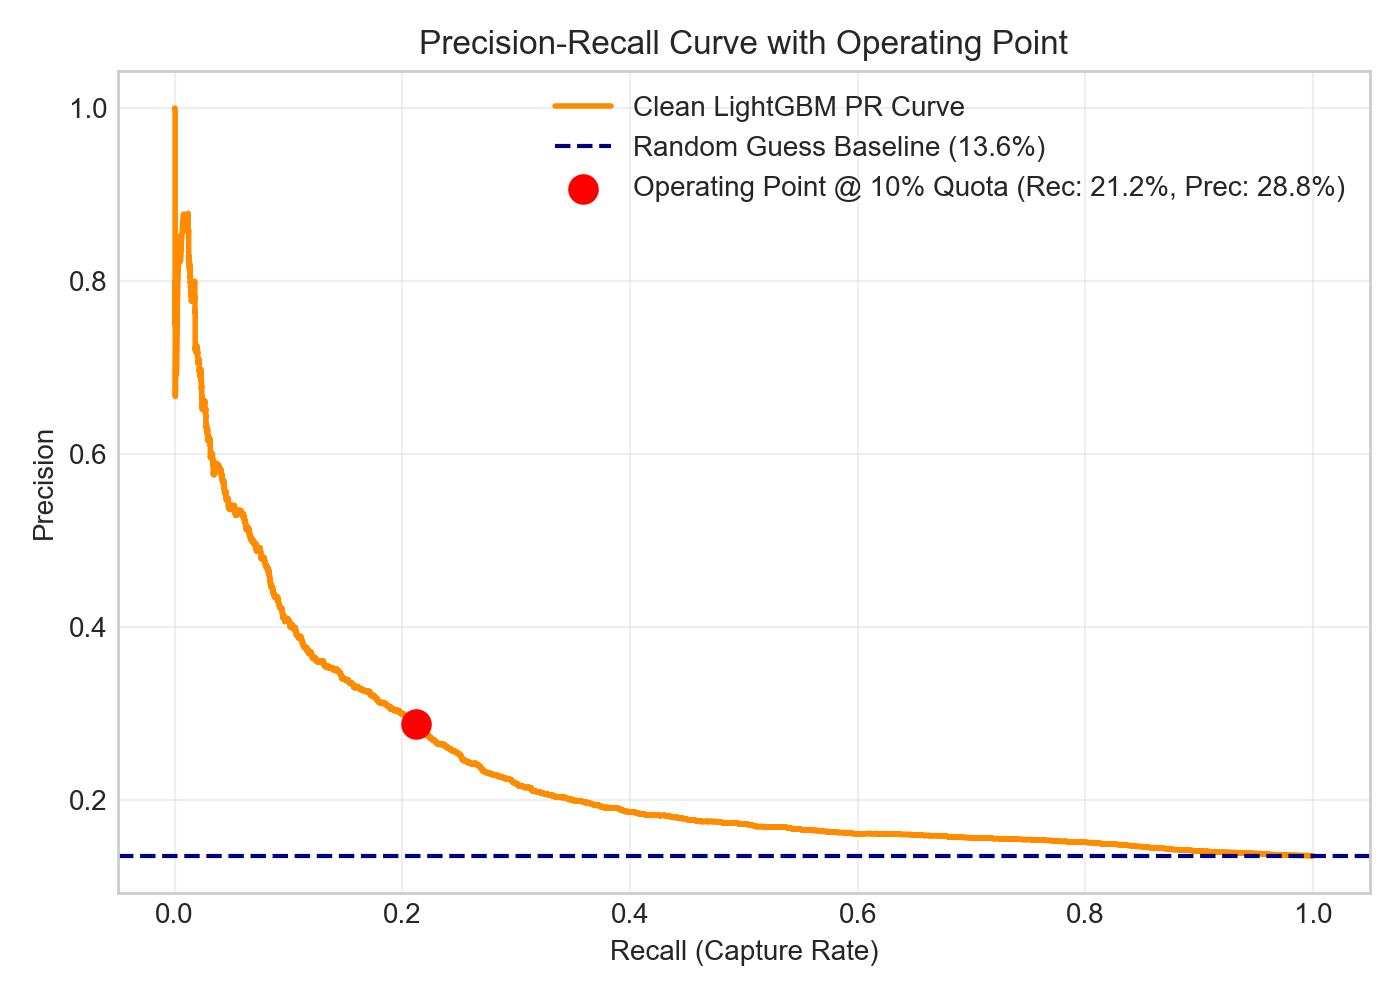 Precision-Recall Curve with Operating Point
Clean LightGBM PR Curve
Random Guess Baseline (13.6%)
Operating Point @ 10% Quota (Rec: 21.2%, Prec: 28.8%)
Precision
1.0
0.8
0.6
0.4
0.2
0.0 0.2 0.4 0.6 0.8 1.0
Recall (Capture Rate)